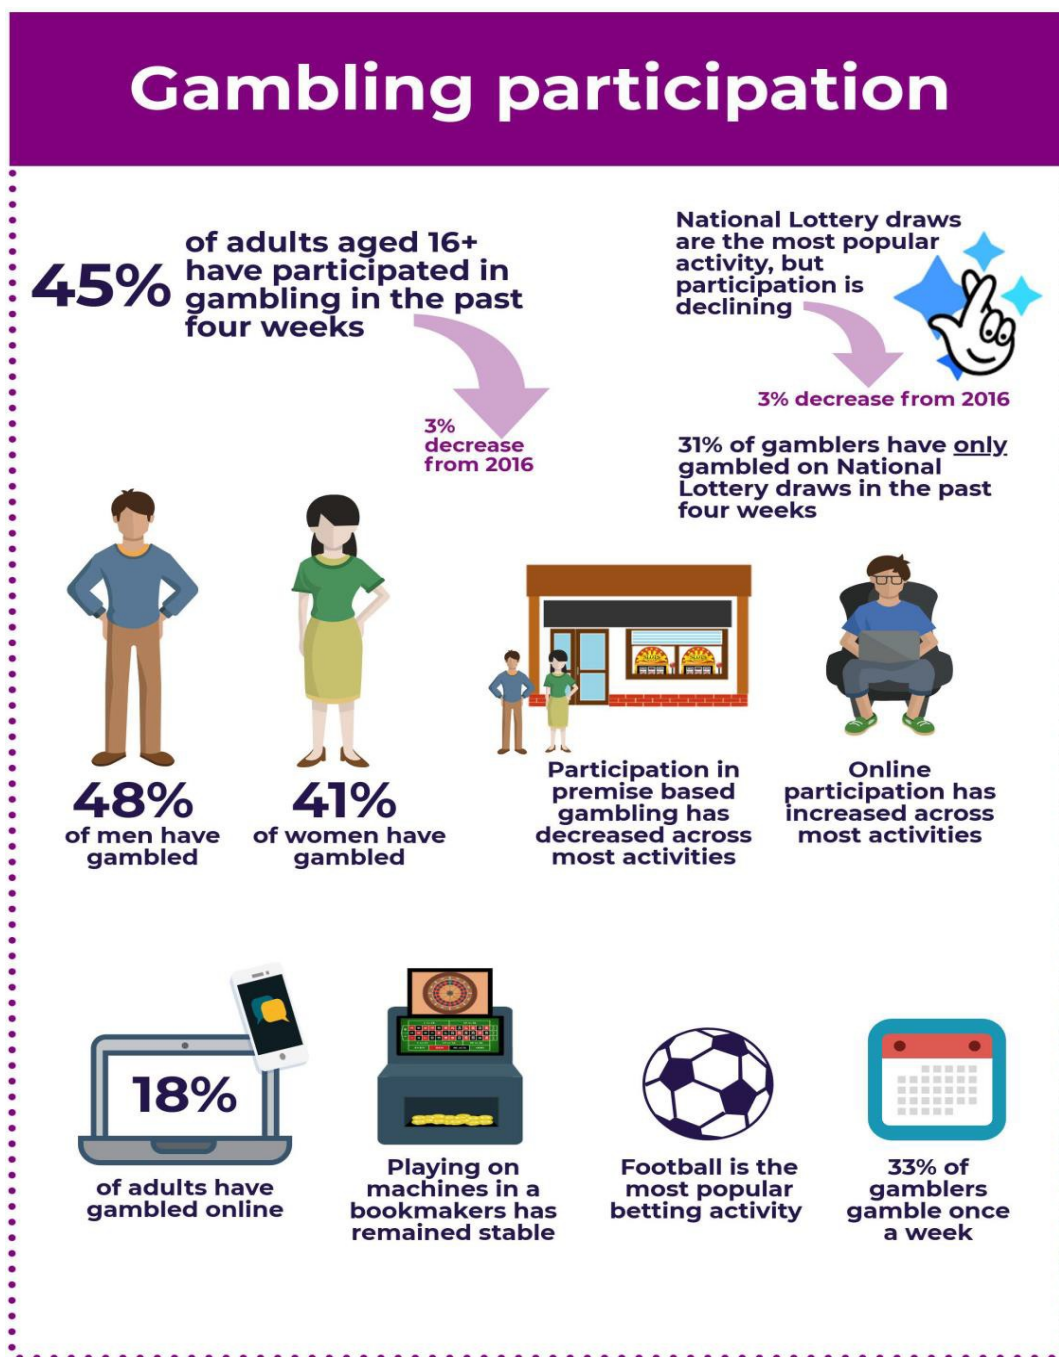 Gambling participation
45%
of adults aged 16+
have participated in
gambling in the past
four weeks
3%
decrease
from 2016
National Lottery draws
are the most popular
activity, but
participation is
declining
3% decrease from 2016
31% of gamblers have only
gambled on National
Lottery draws in the past
four weeks
48%
of men have
gambled
41%
of women have
gambled
Participation in
premise based
gambling has
decreased across
most activities
Online
participation has
increased across
most activities
18%
of adults have
gambled online
Playing on
machines in a
bookmakers has
remained stable
Football is the
most popular
betting activity
33% of
gamblers
gamble once
a week